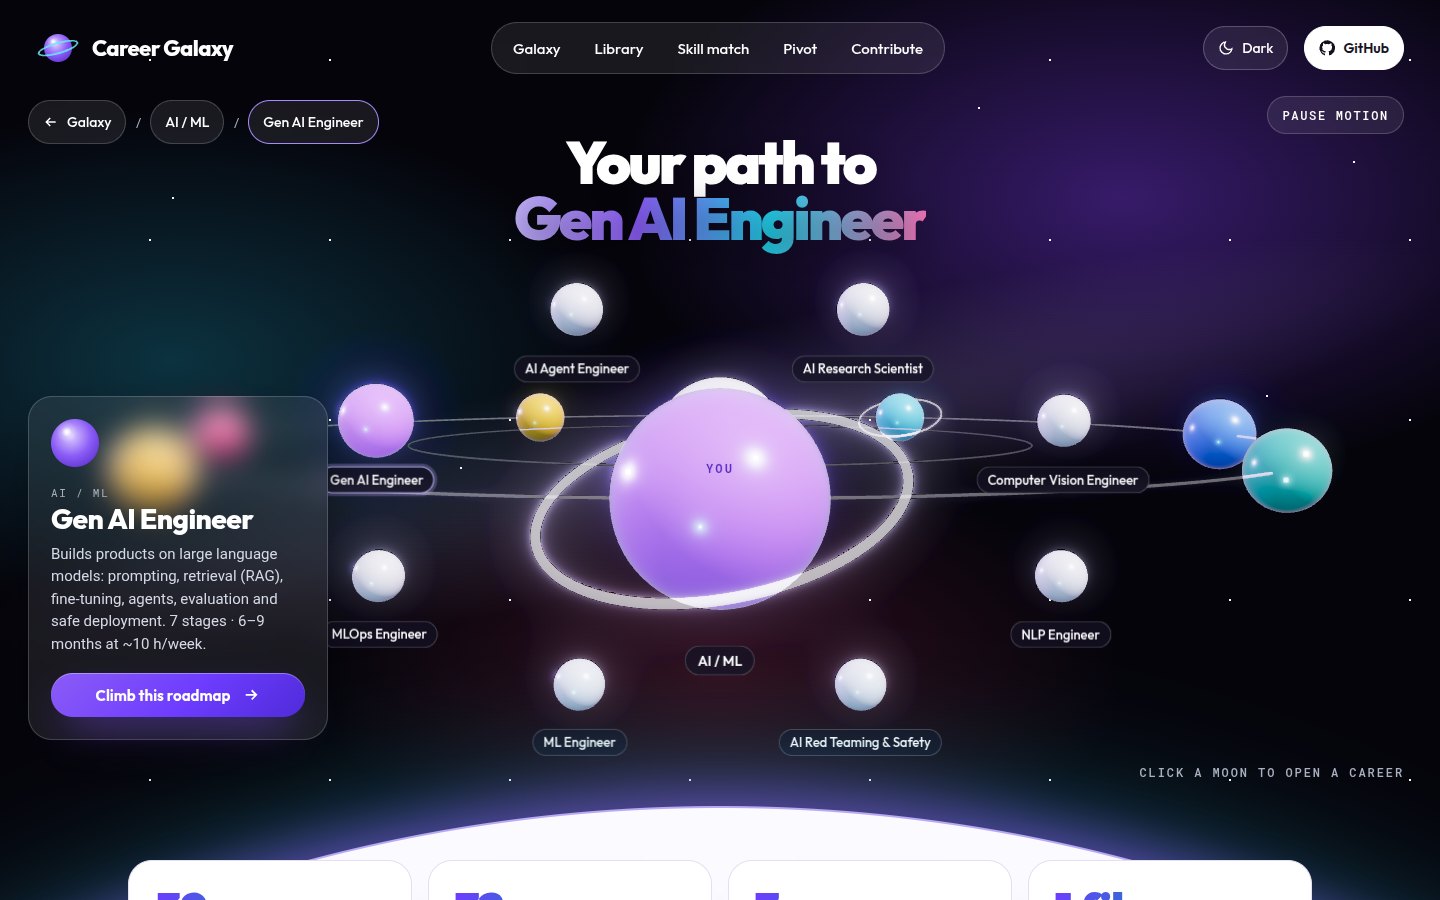 Career Galaxy
Galaxy
Library
Skill match
Pivot
Contribute
Dark
GitHub
← Galaxy / AI / ML / Gen AI Engineer
PAUSE MOTION
Your path to
Gen AI Engineer
AI Agent Engineer
AI Research Scientist
YOU
Gen AI Engineer
Computer Vision Engineer
AI / ML
Gen AI Engineer
Builds products on large language
models: prompting, retrieval (RAG),
fine-tuning, agents, evaluation and
safe deployment. 7 stages · 6–9
months at ~10 h/week.
Climb this roadmap →
MLOps Engineer
NLP Engineer
AI / ML
ML Engineer
AI Red Teaming & Safety
CLICK A MOON TO OPEN A CAREER